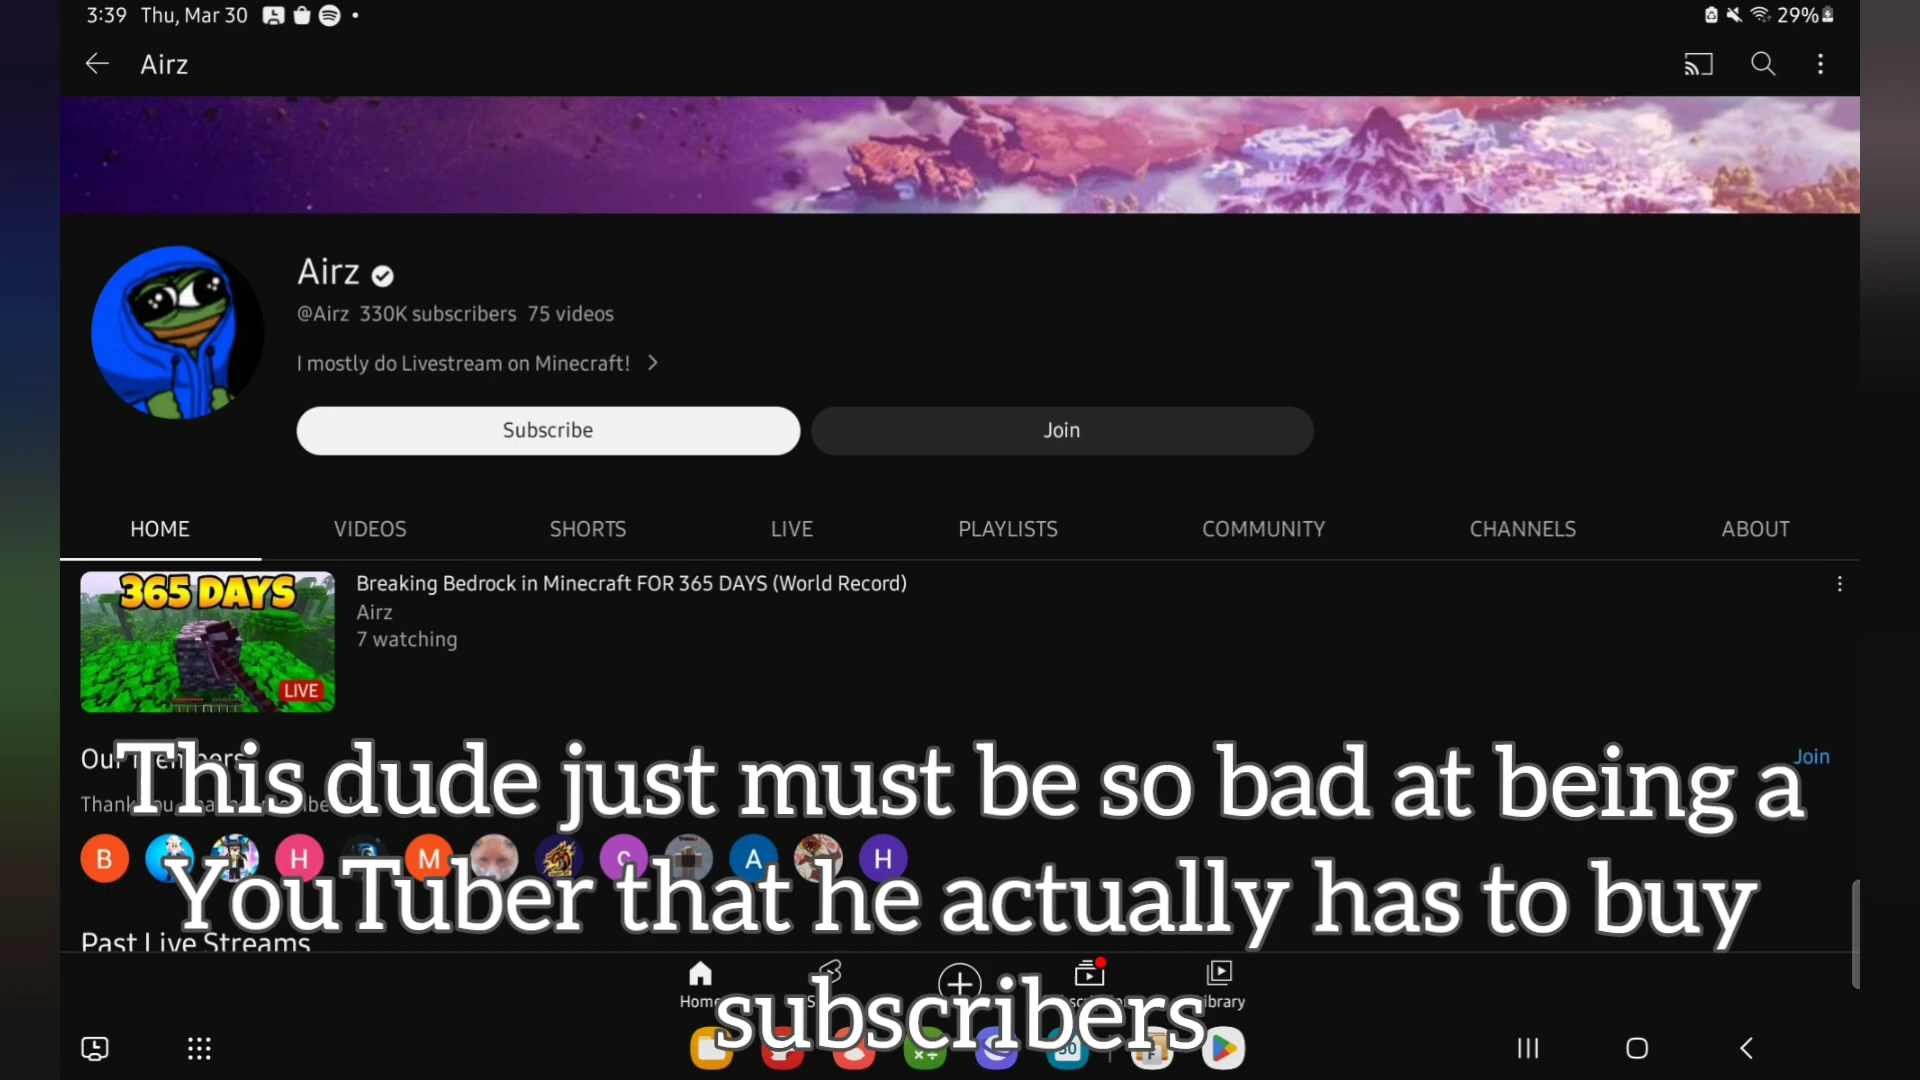 3:39 Thu, Mar 30
29%
Airz
Airz
@Airz 330K subscribers 75 videos
I mostly do Livestream on Minecraft!
Subscribe
Join
HOME VIDEOS SHORTS LIVE PLAYLISTS COMMUNITY CHANNELS ABOUT
365 DAYS
LIVE
Breaking Bedrock in Minecraft FOR 365 DAYS (World Record)
Airz
7 watching
Our Members
Join
This dude just must be so bad at being a
YouTuber that he actually has to buy
subscribers
B H M C A H
Past Live Streams
Home
30